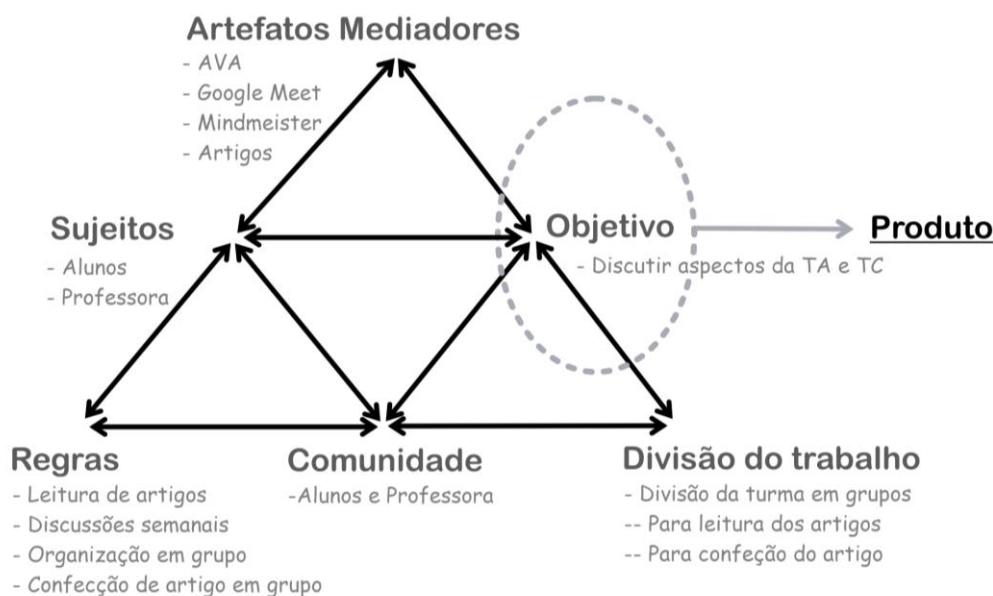 Artefatos Mediadores
- AVA
- Google Meet
- Mindmeister
- Artigos
Sujeitos
- Alunos
- Professora
Objetivo
- Discutir aspectos da TA e TC
Produto
Regras
- Leitura de artigos
- Discussões semanais
- Organização em grupo
- Confecção de artigo em grupo
Comunidade
-Alunos e Professora
Divisão do trabalho
- Divisão da turma em grupos
-- Para leitura dos artigos
-- Para confeção do artigo